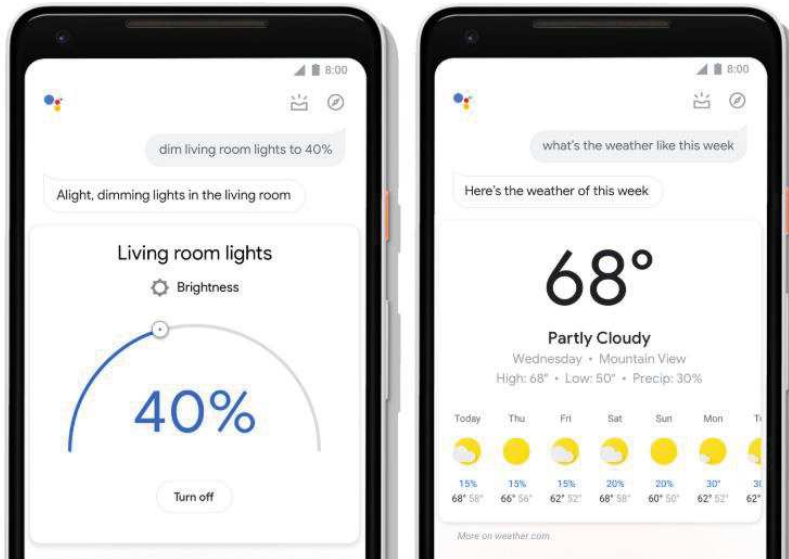 8:00
dim living room lights to 40%
Alight, dimming lights in the living room
Living room lights
Brightness
40%
Turn off
8:00
what's the weather like this week
Here's the weather of this week
68°
Partly Cloudy
Wednesday • Mountain View
High: 68° • Low: 50° • Precip: 30%
Today Thu Fri Sat Sun Mon
15% 15% 15% 20% 20% 30°
68° 58° 66° 56° 62° 52° 68° 58° 60° 50° 62° 52° 62°
More on weather.com